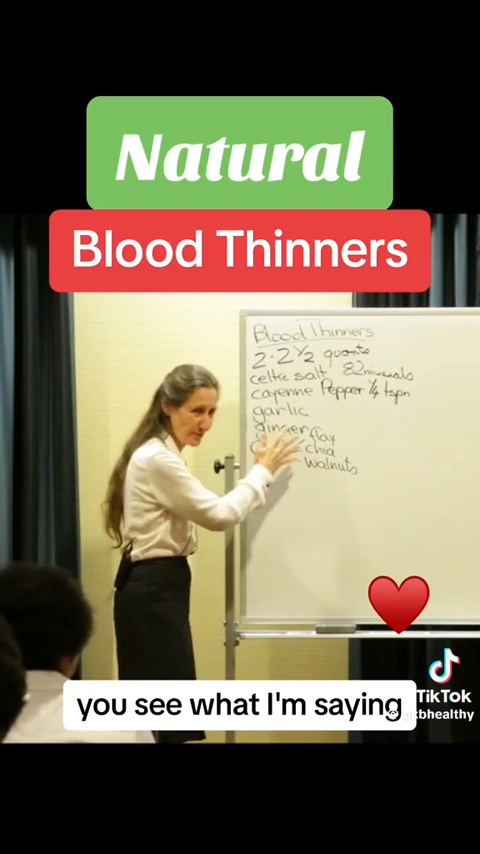 Natural
Blood Thinners
Blood Thinners
2-2½ quarts
celtic salt 82 minerals
cayenne Pepper ¼ tspn
garlic
ginger
flax
chia
walnuts
you see what I'm saying
TikTok